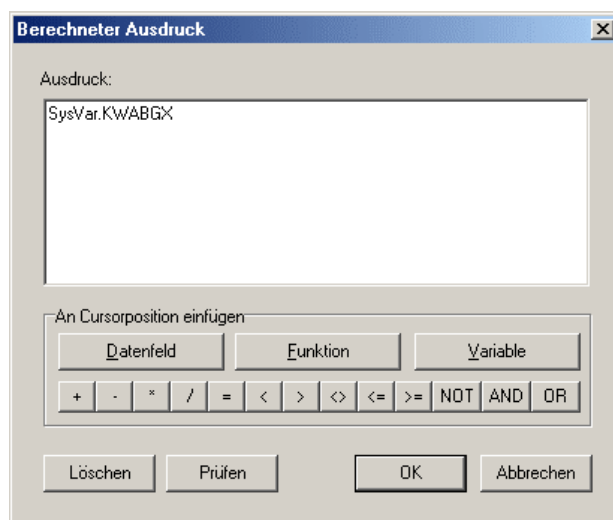 Berechneter Ausdruck
Ausdruck:
SysVar.KWABGX
An Cursorposition einfügen
Datenfeld Funktion Variable
+ - * / = < > <> <= >= NOT AND OR
Löschen Prüfen OK Abbrechen